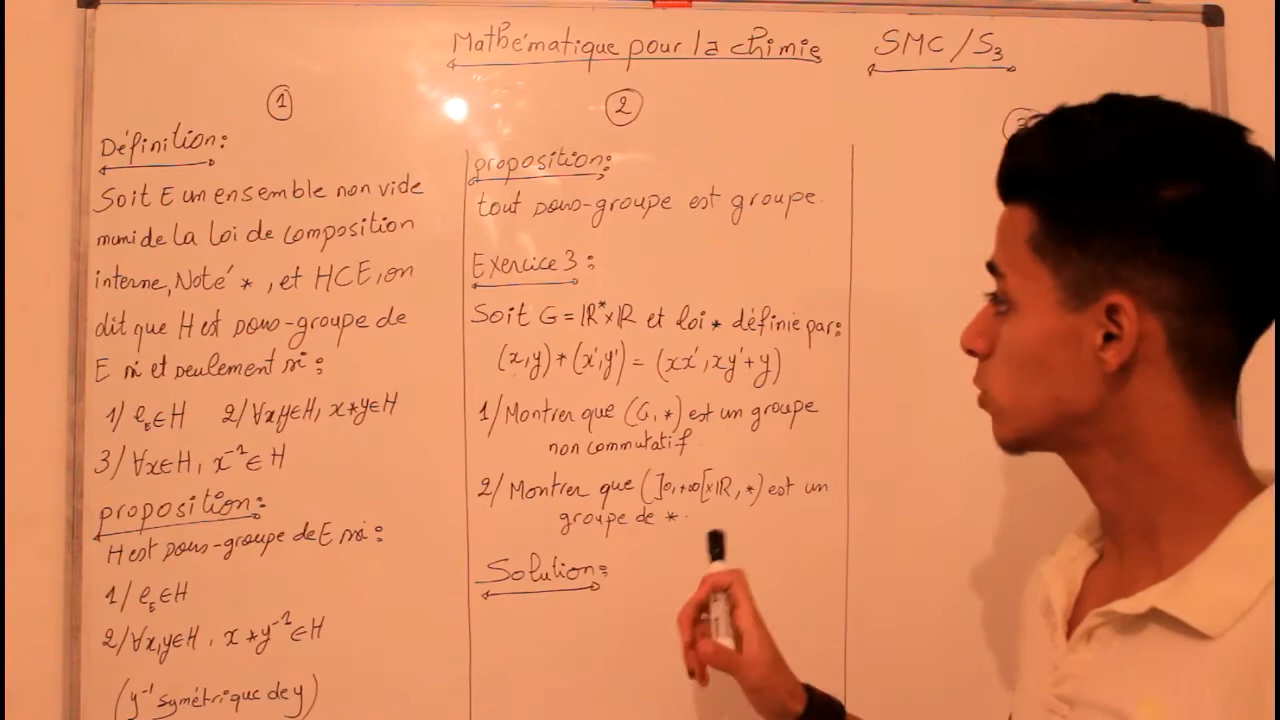 Mathématique pour la chimie SMC/S₃
①
Définition:
Soit E un ensemble non vide
muni de la loi de composition
interne, Noté *, et H⊂E, on
dit que H est sous-groupe de
E si et seulement si:
1/ e_E∈H 2/ ∀x,y∈H, x*y∈H
3/ ∀x∈H, x⁻¹∈H
proposition:
H est sous-groupe de E si:
1/ e_E∈H
2/ ∀x,y∈H, x*y⁻¹∈H
(y⁻¹ symétrique de y)
②
proposition:
tout sous-groupe est groupe.
Exercice 3:
Soit G=ℝ*×ℝ et loi * définie par:
(x,y)*(x',y')=(xx',xy'+y)
1/ Montrer que (G,*) est un groupe
non commutatif.
2/ Montrer que (]0,+∞[×ℝ,*) est un
groupe de *.
Solution: